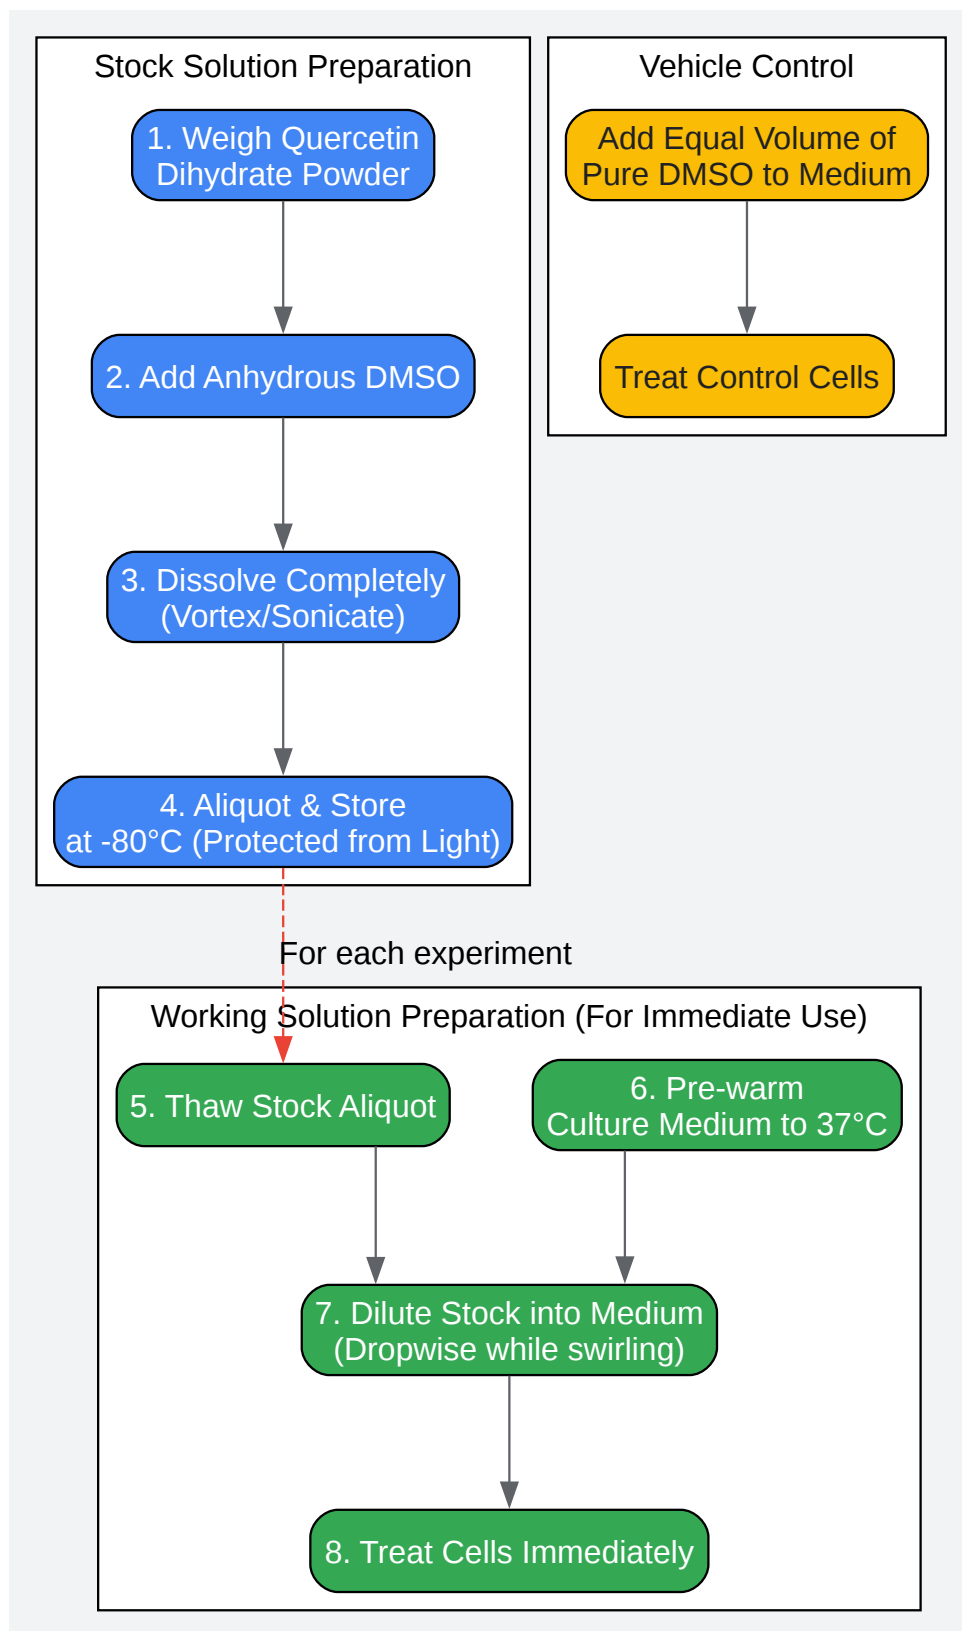 Stock Solution Preparation
1. Weigh Quercetin
Dihydrate Powder
2. Add Anhydrous DMSO
3. Dissolve Completely
(Vortex/Sonicate)
4. Aliquot & Store
at -80°C (Protected from Light)
Vehicle Control
Add Equal Volume of
Pure DMSO to Medium
Treat Control Cells
For each experiment
Working Solution Preparation (For Immediate Use)
5. Thaw Stock Aliquot
6. Pre-warm
Culture Medium to 37°C
7. Dilute Stock into Medium
(Dropwise while swirling)
8. Treat Cells Immediately